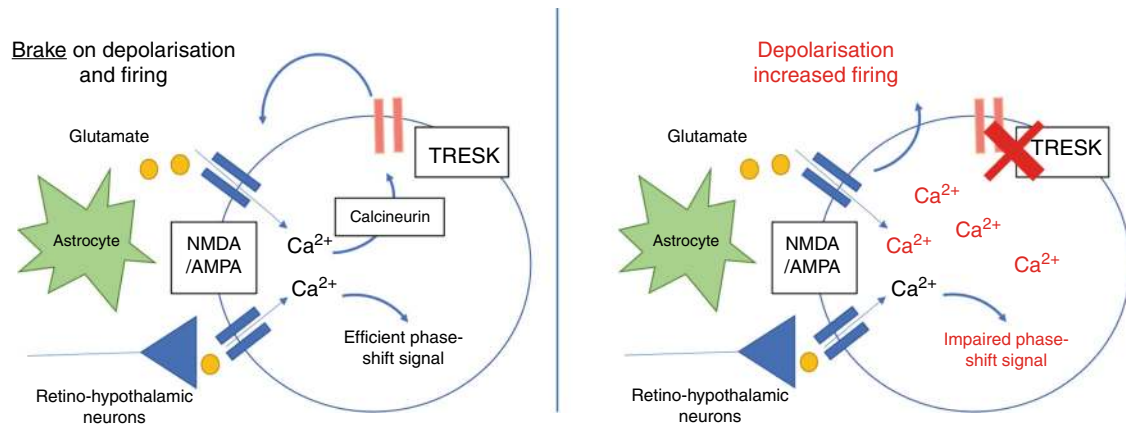 Brake on depolarisation
and firing
Glutamate
TRESK
Calcineurin
Astrocyte
NMDA
/AMPA
Ca²⁺
Ca²⁺
Efficient phase-
shift signal
Retino-hypothalamic
neurons
Depolarisation
increased firing
Glutamate
TRESK
Ca²⁺
Ca²⁺
Astrocyte
NMDA
/AMPA
Ca²⁺
Ca²⁺
Ca²⁺
Impaired phase-
shift signal
Retino-hypothalamic
neurons